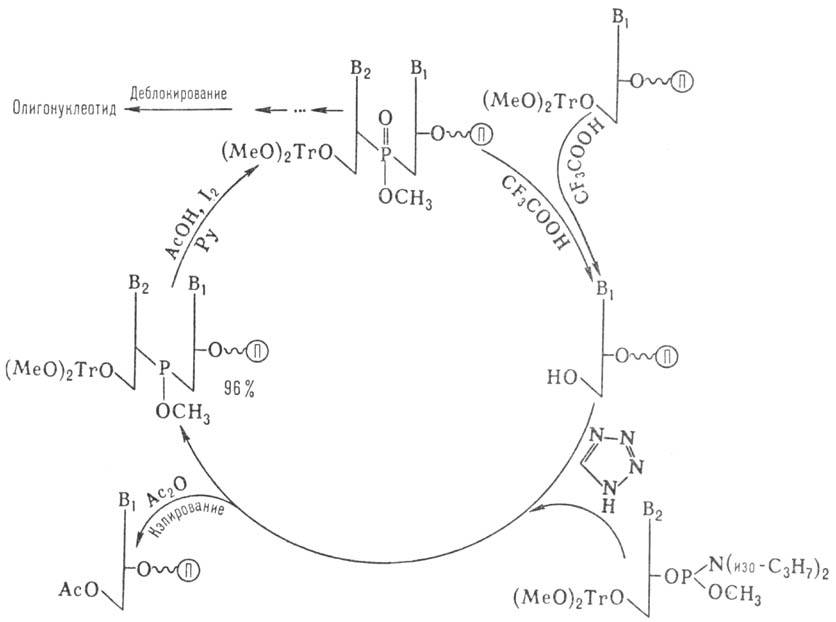 B₂ B₁
Олигонуклеотид
Деблокирование
...
(MeO)₂TrO
O
P
OCH₃
O П
B₁
O П
(MeO)₂TrO
CF₃COOH
CF₃COOH
AcOH, I₂
Py
B₂ B₁
O П
(MeO)₂TrO
P
OCH₃
96%
B₁
O П
HO
N N
N
N
H
B₂
OP
N(изо-C₃H₇)₂
OCH₃
(MeO)₂TrO
Ac₂O
Кэпирование
B₁
O П
AcO